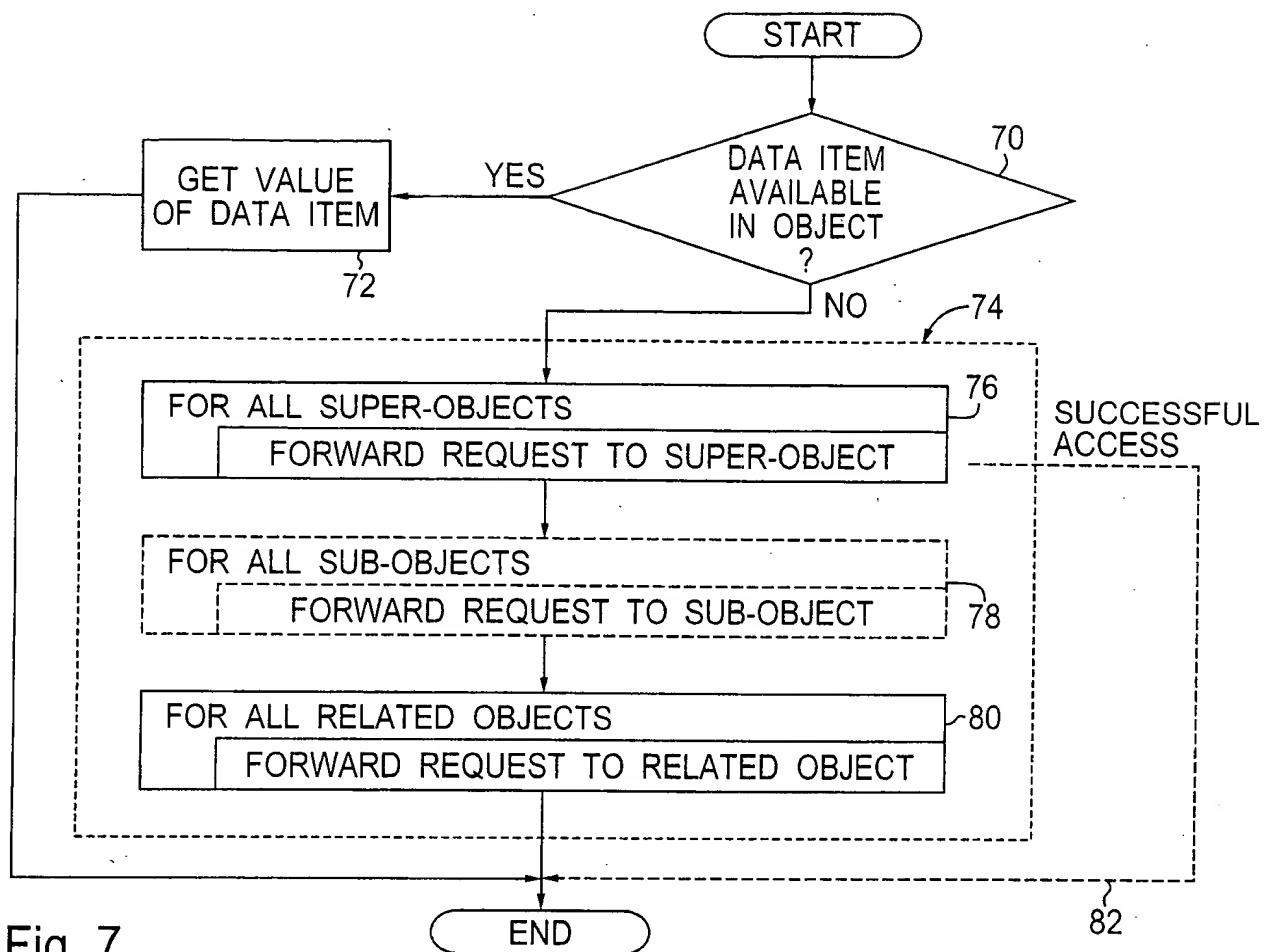 START
70
DATA ITEM
AVAILABLE
IN OBJECT
?
YES
GET VALUE
OF DATA ITEM
72
NO
74
FOR ALL SUPER-OBJECTS
76
FORWARD REQUEST TO SUPER-OBJECT
SUCCESSFUL
ACCESS
FOR ALL SUB-OBJECTS
FORWARD REQUEST TO SUB-OBJECT
78
FOR ALL RELATED OBJECTS
80
FORWARD REQUEST TO RELATED OBJECT
82
END
Fig. 7